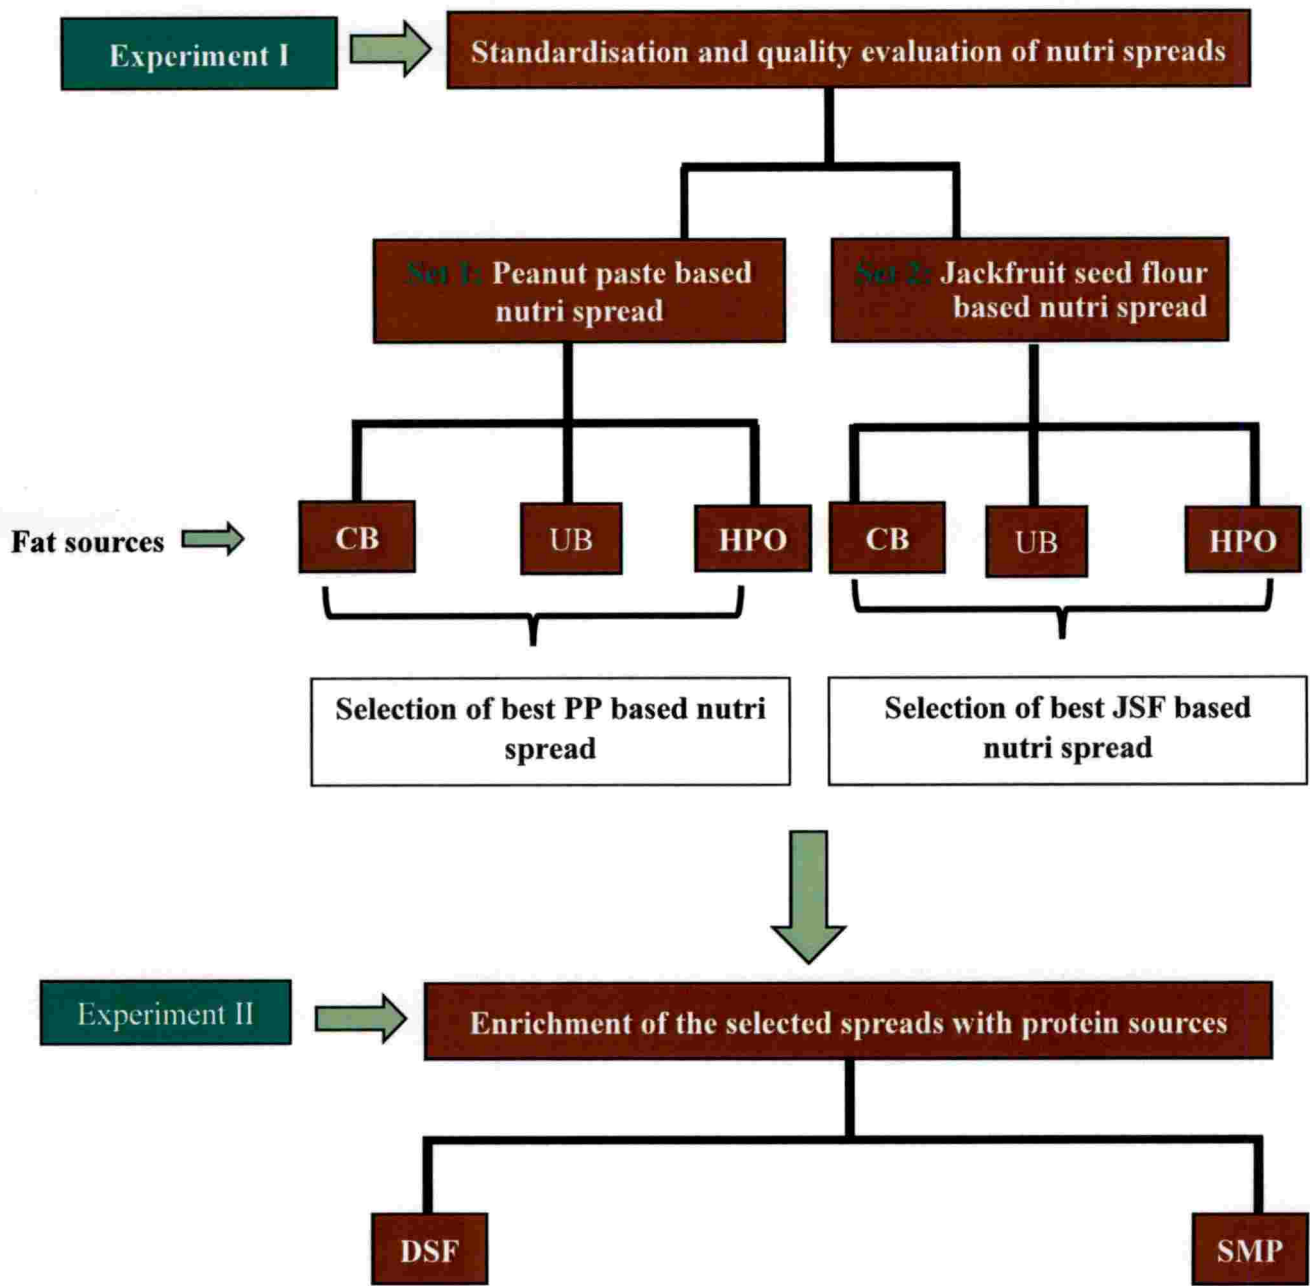 Experiment I
Standardisation and quality evaluation of nutri spreads
Set 1: Peanut paste based
nutri spread
Set 2: Jackfruit seed flour
based nutri spread
Fat sources
CB
UB
HPO
CB
UB
HPO
Selection of best PP based nutri
spread
Selection of best JSF based
nutri spread
Experiment II
Enrichment of the selected spreads with protein sources
DSF
SMP